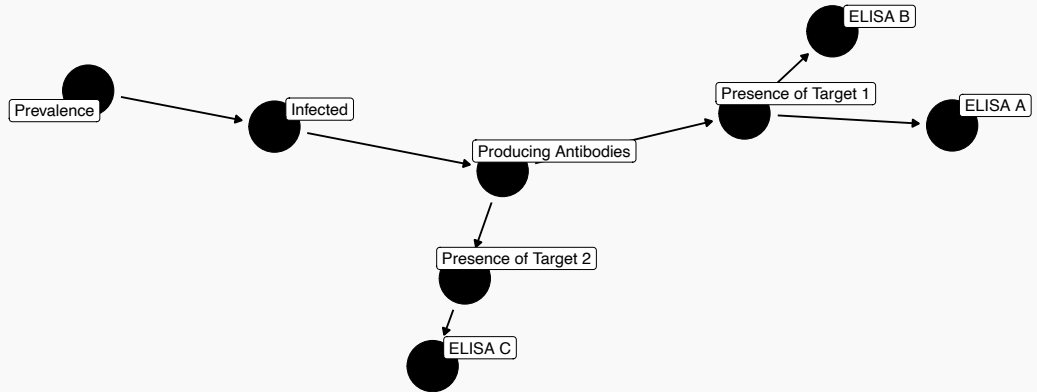 ELISA B
Prevalence
Infected
Presence of Target 1
ELISA A
Producing Antibodies
Presence of Target 2
ELISA C